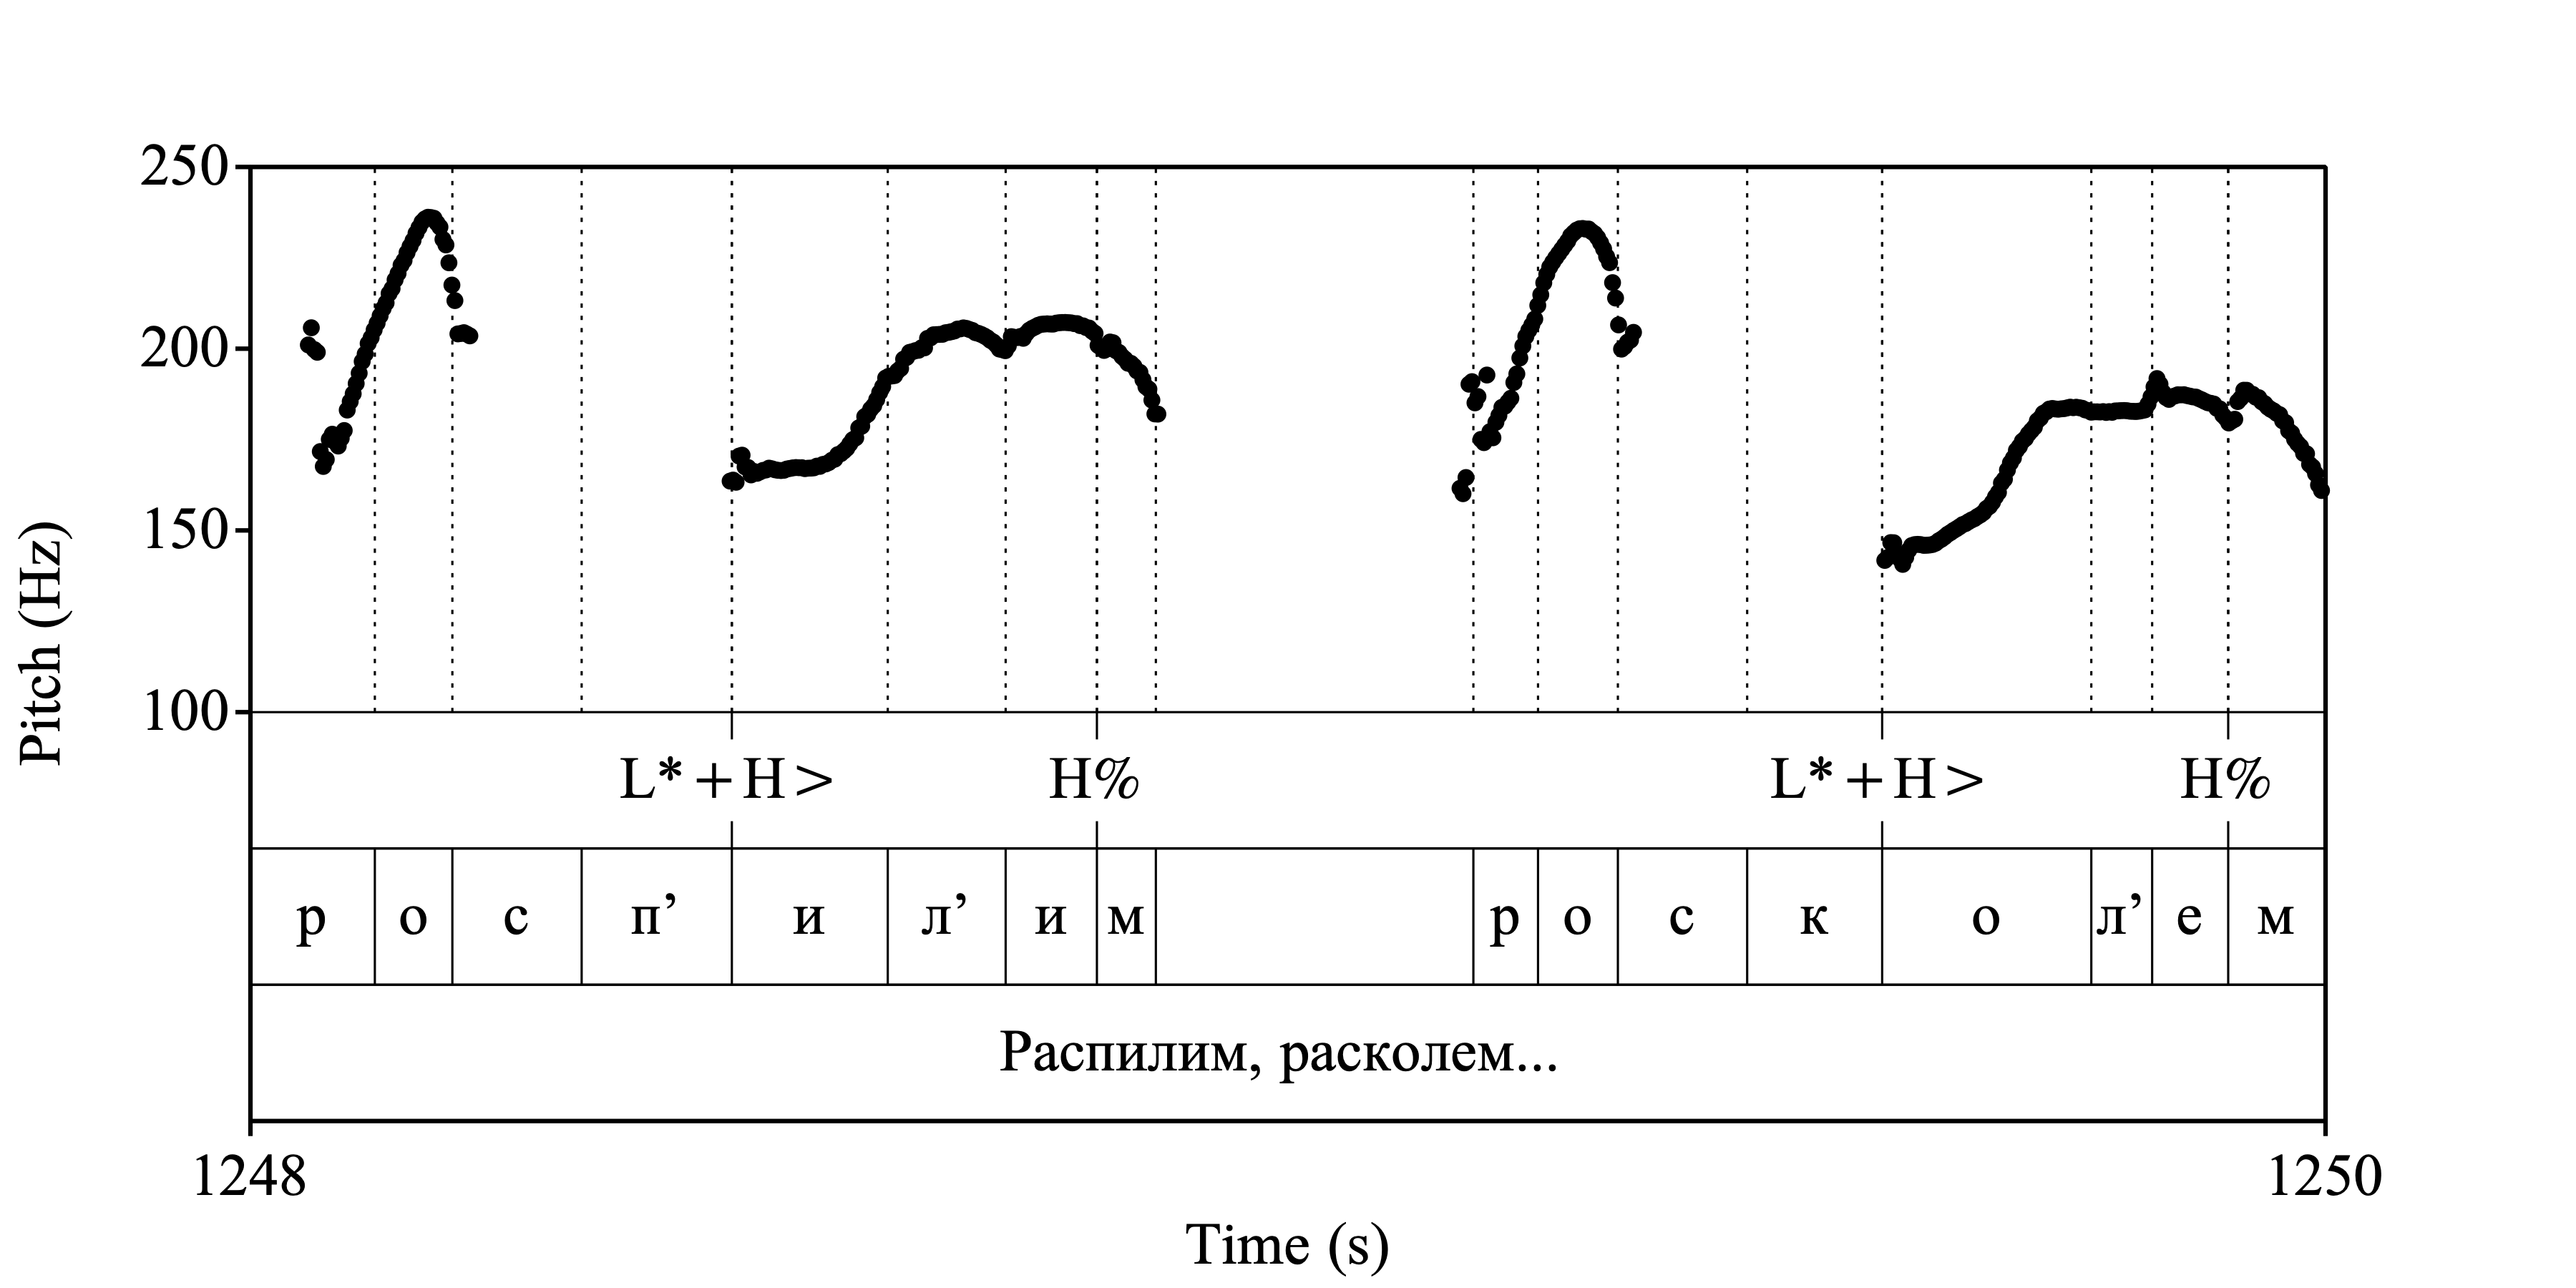 250
200
150
100
Pitch (Hz)
L*+H> H% L*+H> H%
р о с п’ и л’ и м р о с к о л’ е м
Распилим, расколем...
1248 1250
Time (s)